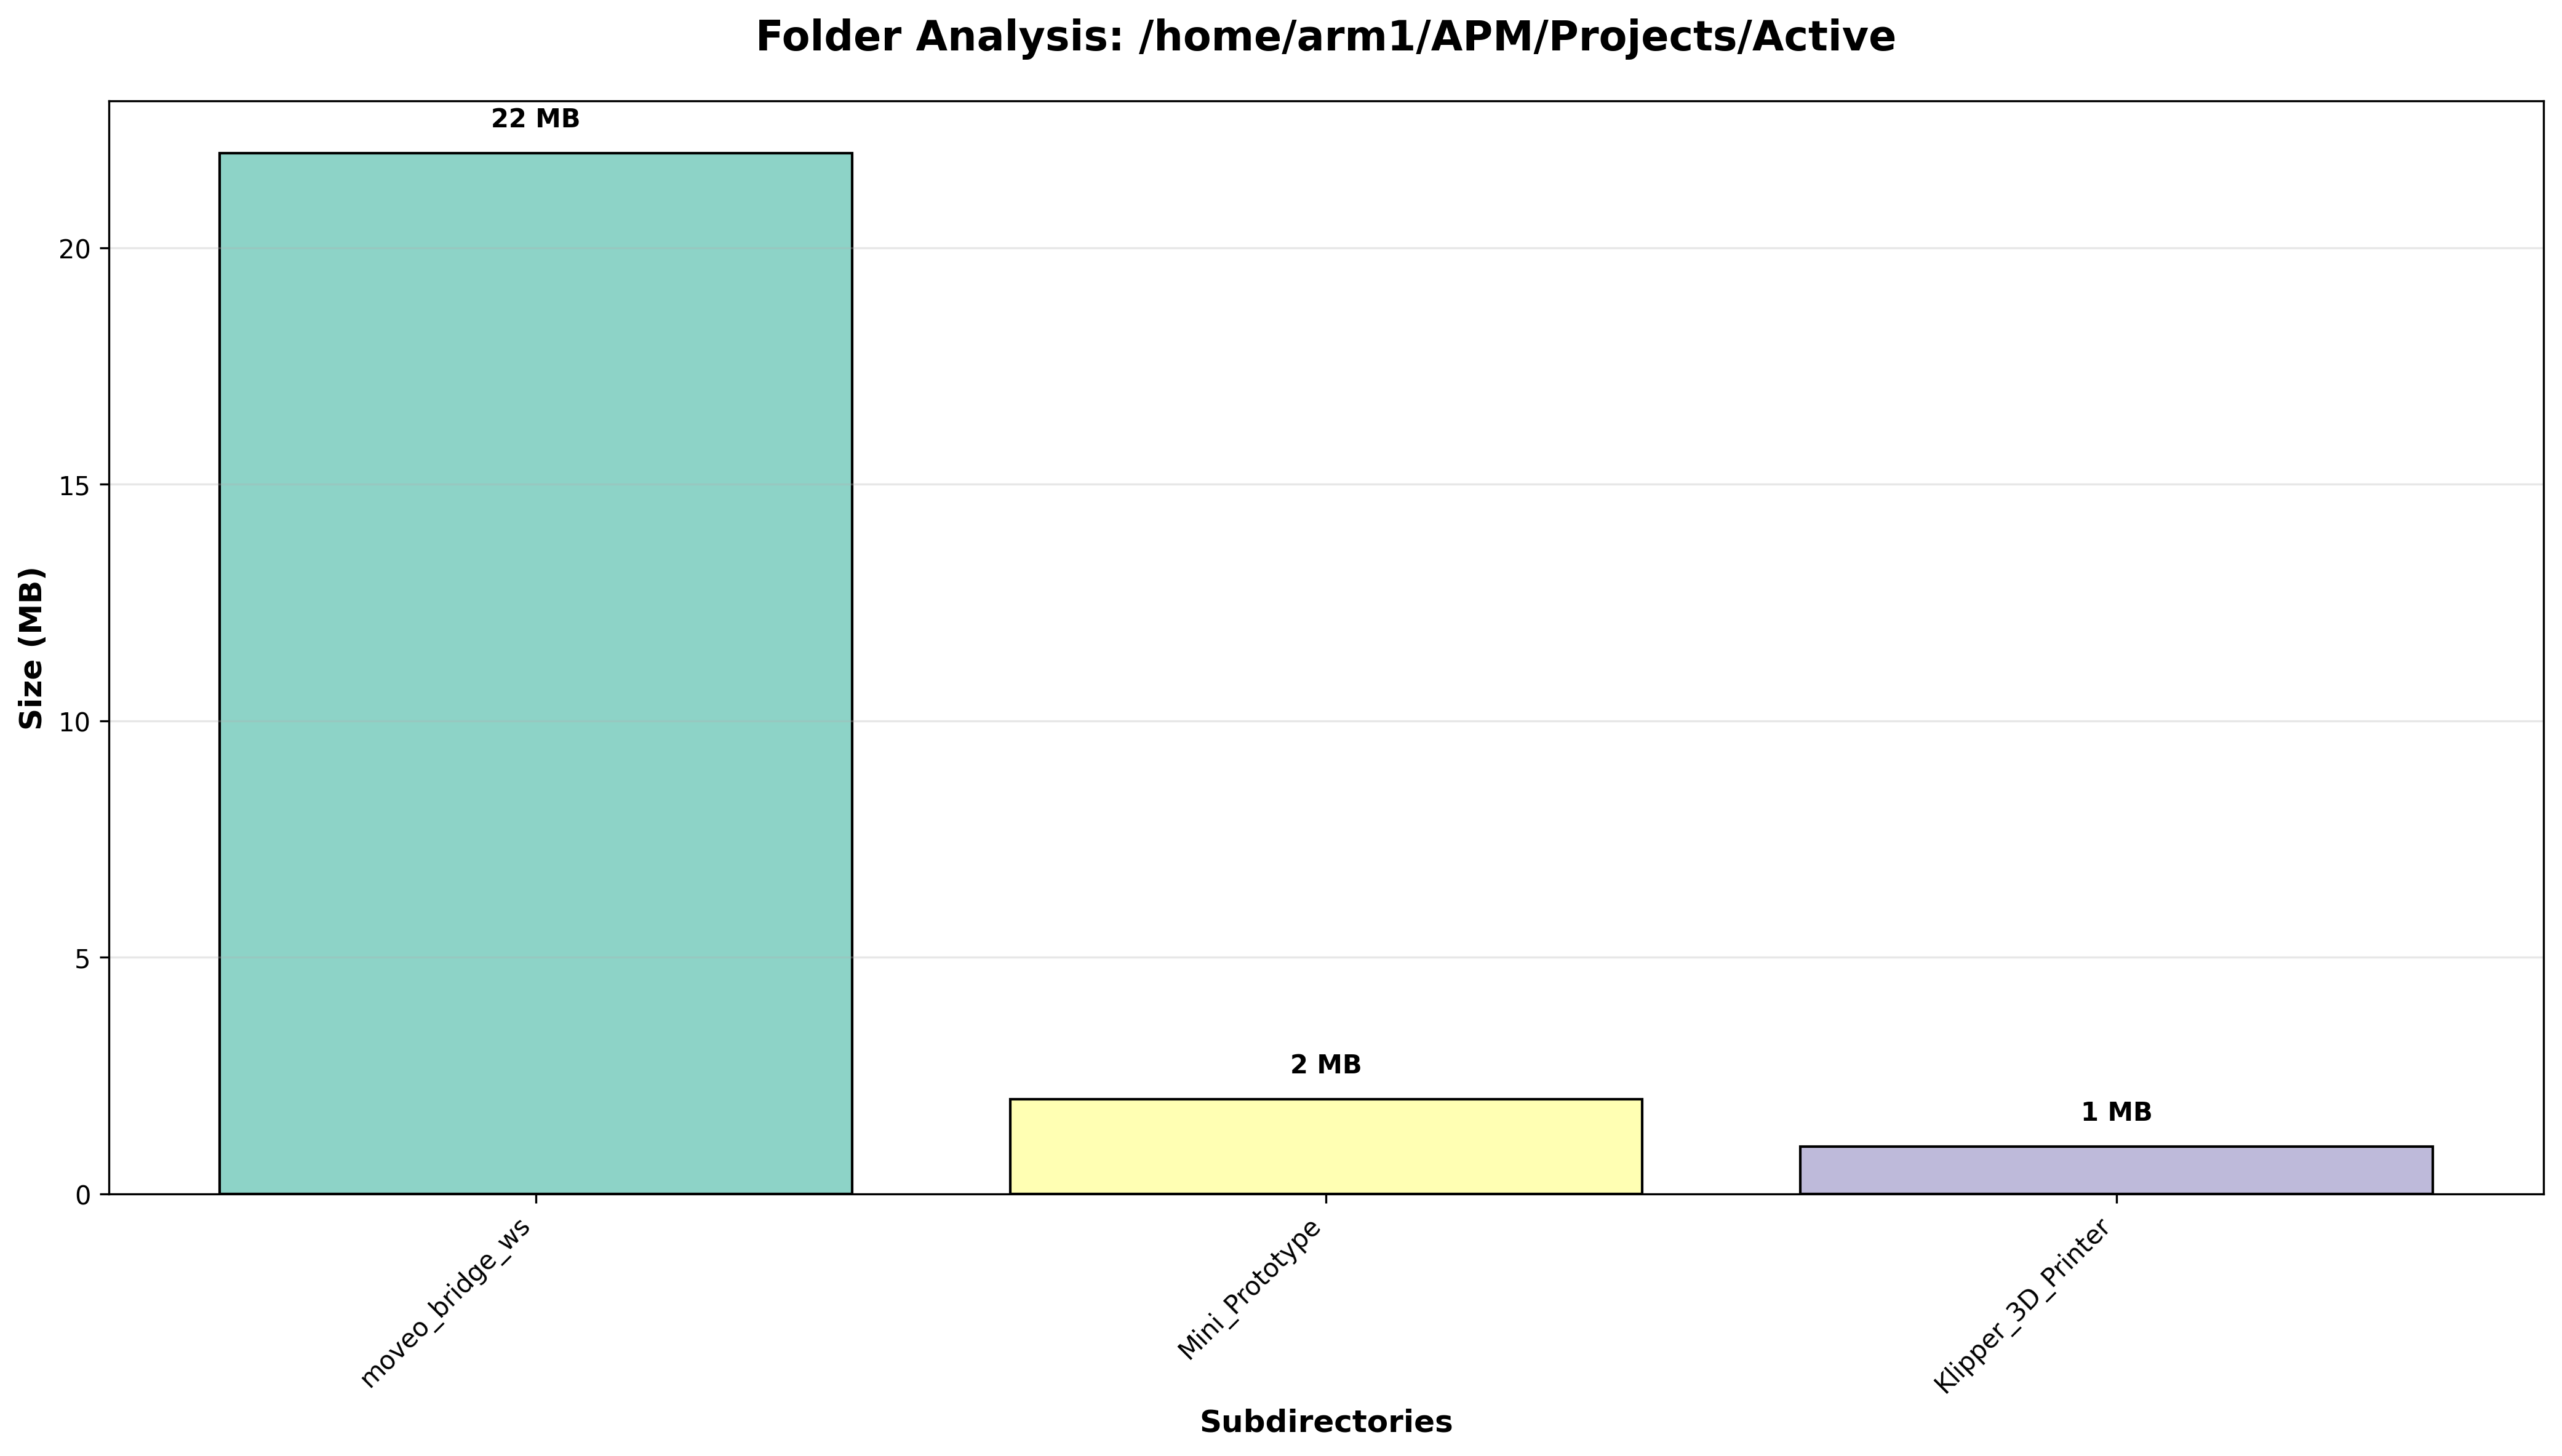 Folder Analysis: /home/arm1/APM/Projects/Active
22 MB
20
15
10
5
0
Size (MB)
2 MB
1 MB
moveo_bridge_ws
Mini_Prototype
Klipper_3D_Printer
Subdirectories